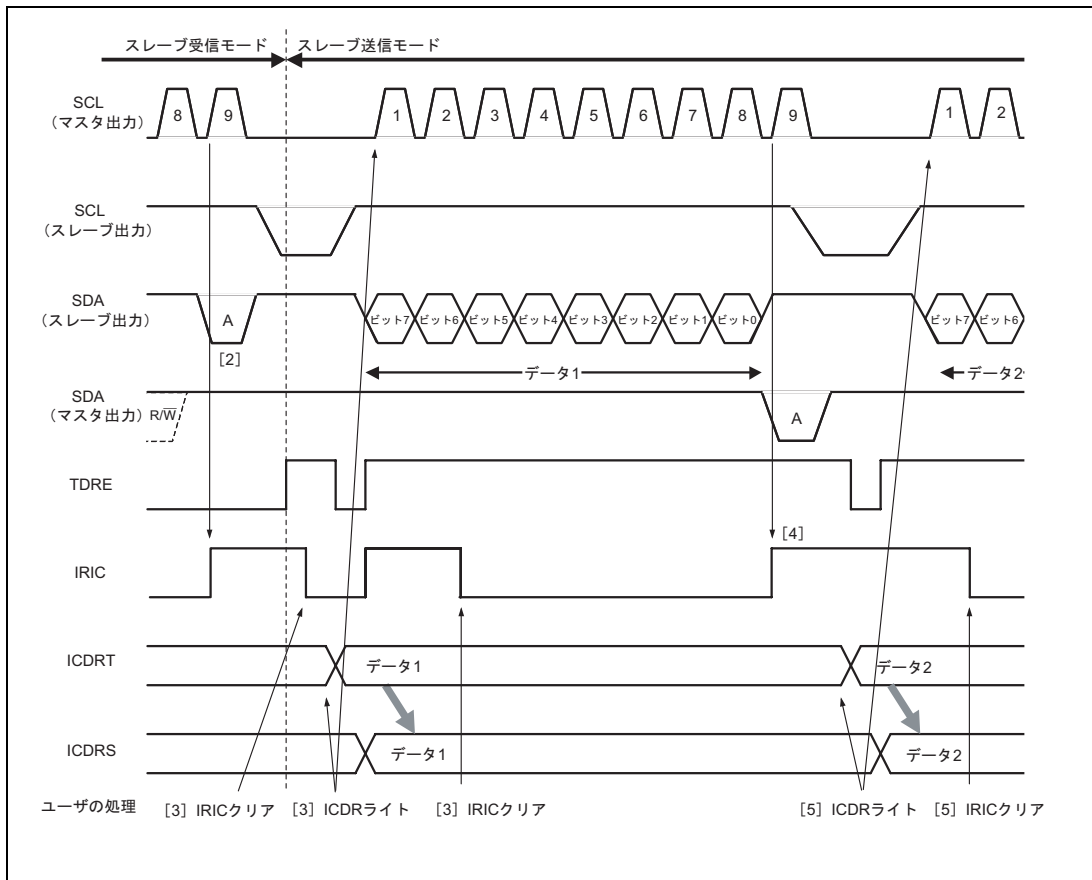 スレーブ受信モード スレーブ送信モード
SCL
（マスタ出力）
8 9 1 2 3 4 5 6 7 8 9 1 2
SCL
（スレーブ出力）
SDA
（スレーブ出力）
A ビット7 ビット6 ビット5 ビット4 ビット3 ビット2 ビット1 ビット0 ビット7 ビット6
[2]
データ1 データ2
SDA
（マスタ出力）
R/W̅ A
TDRE
[4]
IRIC
ICDRT
データ1 データ2
ICDRS
データ1 データ2
ユーザの処理 [3] IRICクリア [3] ICDRライト [3] IRICクリア [5] ICDRライト [5] IRICクリア